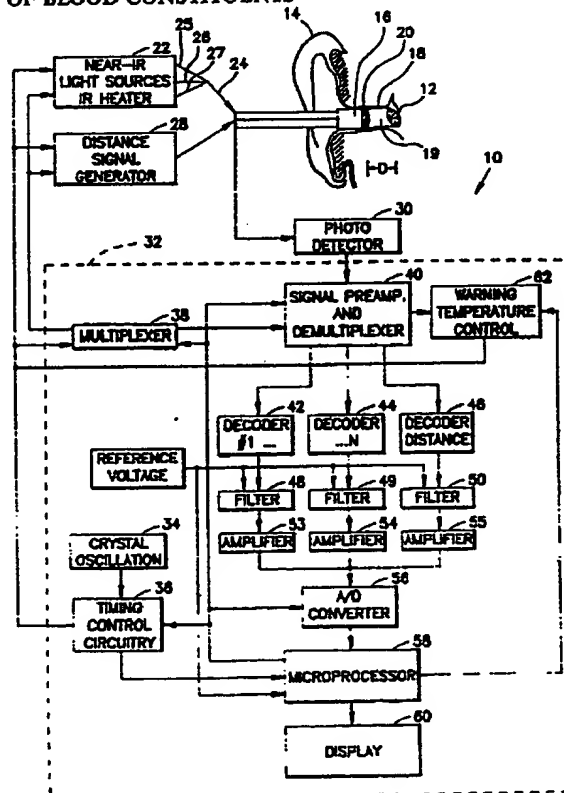 OF BLOOD CONSTITUENTS
22
25
26
27
24
14
16
20
18
12
NEAR-IR
LIGHT SOURCES
IR HEATER
28
DISTANCE
SIGNAL
GENERATOR
19
D
10
30
PHOTO
DETECTOR
32
40
62
SIGNAL PREAMP.
AND
DEMULTIPLEXER
WARNING
TEMPERATURE
CONTROL
38
MULTIPLEXER
42
44
46
DECODER
#1 ...
DECODER
...N
DECODER
DISTANCE
REFERENCE
VOLTAGE
48
49
50
FILTER
FILTER
FILTER
34
53
54
55
CRYSTAL
OSCILLATION
AMPLIFIER
AMPLIFIER
AMPLIFIER
36
56
TIMING
CONTROL
CIRCUITRY
A/D
CONVERTER
58
MICROPROCESSOR
60
DISPLAY